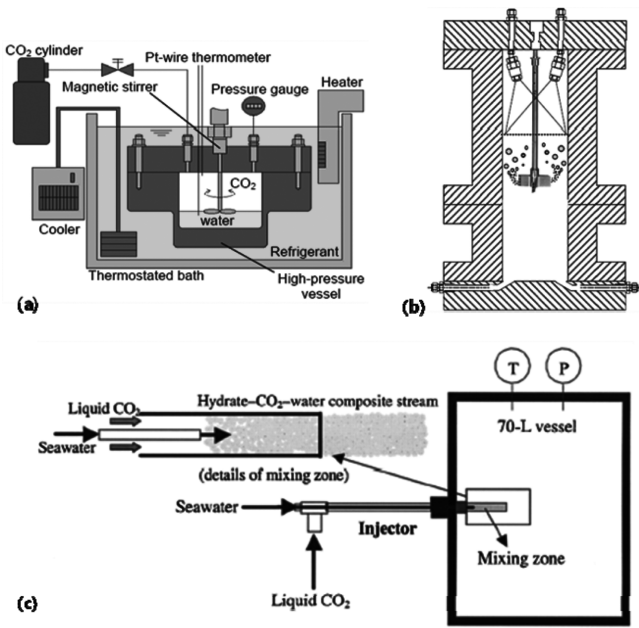 CO2 cylinder
Pt-wire thermometer
Magnetic stirrer
Pressure gauge
Heater
CO2
water
Cooler
Refrigerant
Thermostated bath
High-pressure
vessel
(a)
(b)
T
P
Hydrate–CO2–water composite stream
Liquid CO2
70-L vessel
Seawater
(details of mixing zone)
Seawater
Injector
Mixing zone
Liquid CO2
(c)